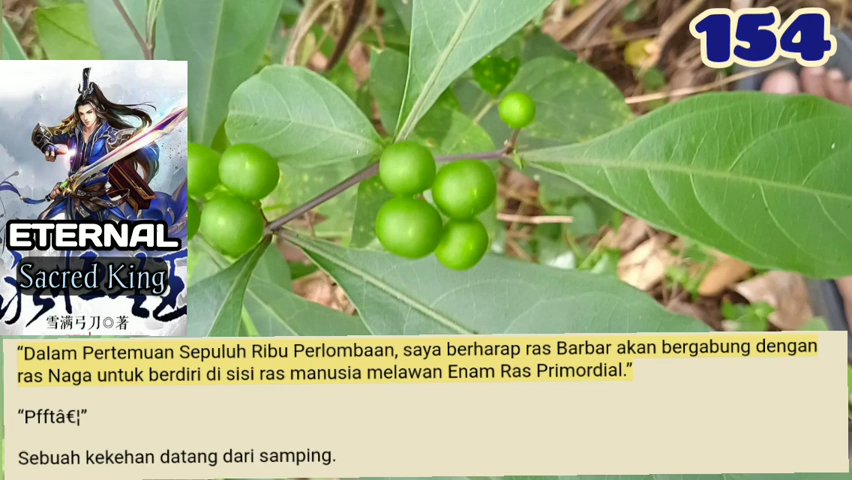 154
ETERNAL
Sacred King
雪满弓刀◎著
“Dalam Pertemuan Sepuluh Ribu Perlombaan, saya berharap ras Barbar akan bergabung dengan
ras Naga untuk berdiri di sisi ras manusia melawan Enam Ras Primordial.”
“Pfftâ€¦”
Sebuah kekehan datang dari samping.